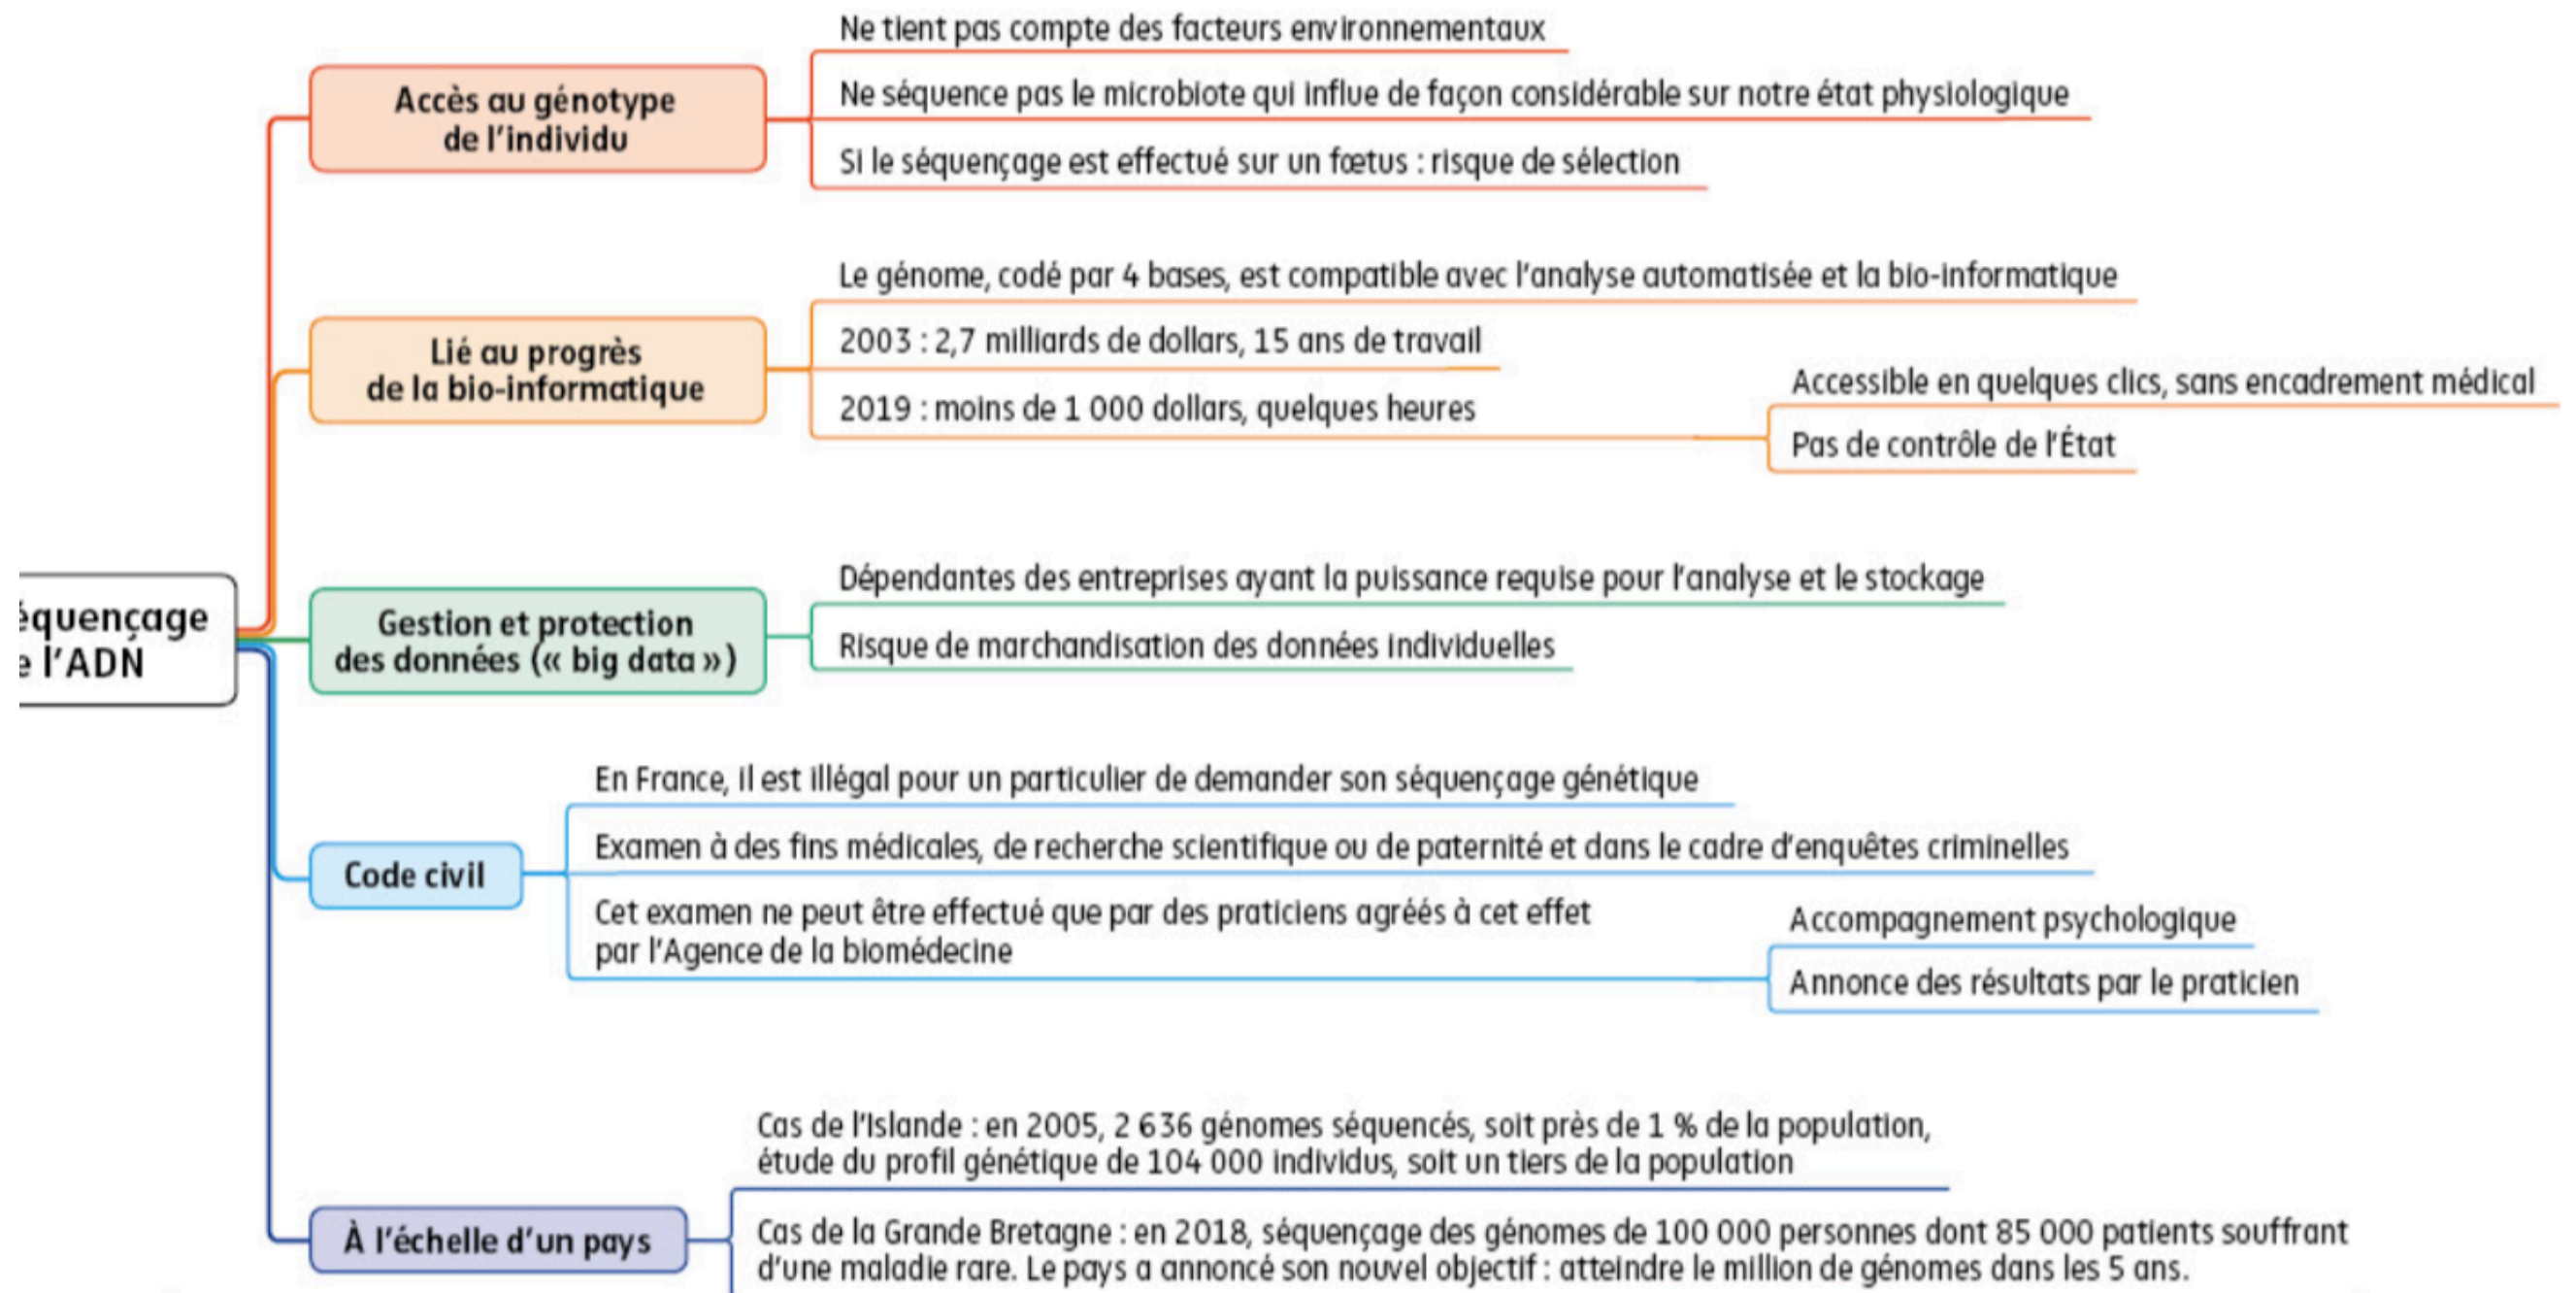 Ne tient pas compte des facteurs environnementaux
Accès au génotype
de l'individu
Ne séquence pas le microbiote qui influe de façon considérable sur notre état physiologique
Si le séquençage est effectué sur un fœtus : risque de sélection
Le génome, codé par 4 bases, est compatible avec l'analyse automatisée et la bio-informatique
Lié au progrès
de la bio-informatique
2003 : 2,7 milliards de dollars, 15 ans de travail
2019 : moins de 1 000 dollars, quelques heures
Accessible en quelques clics, sans encadrement médical
Pas de contrôle de l'État
équençage
e l'ADN
Gestion et protection
des données (« big data »)
Dépendantes des entreprises ayant la puissance requise pour l'analyse et le stockage
Risque de marchandisation des données individuelles
Code civil
En France, il est illégal pour un particulier de demander son séquençage génétique
Examen à des fins médicales, de recherche scientifique ou de paternité et dans le cadre d'enquêtes criminelles
Cet examen ne peut être effectué que par des praticiens agréés à cet effet
par l'Agence de la biomédecine
Accompagnement psychologique
Annonce des résultats par le praticien
À l'échelle d'un pays
Cas de l'Islande : en 2005, 2 636 génomes séquencés, soit près de 1 % de la population,
étude du profil génétique de 104 000 individus, soit un tiers de la population
Cas de la Grande Bretagne : en 2018, séquençage des génomes de 100 000 personnes dont 85 000 patients souffrant
d'une maladie rare. Le pays a annoncé son nouvel objectif : atteindre le million de génomes dans les 5 ans.